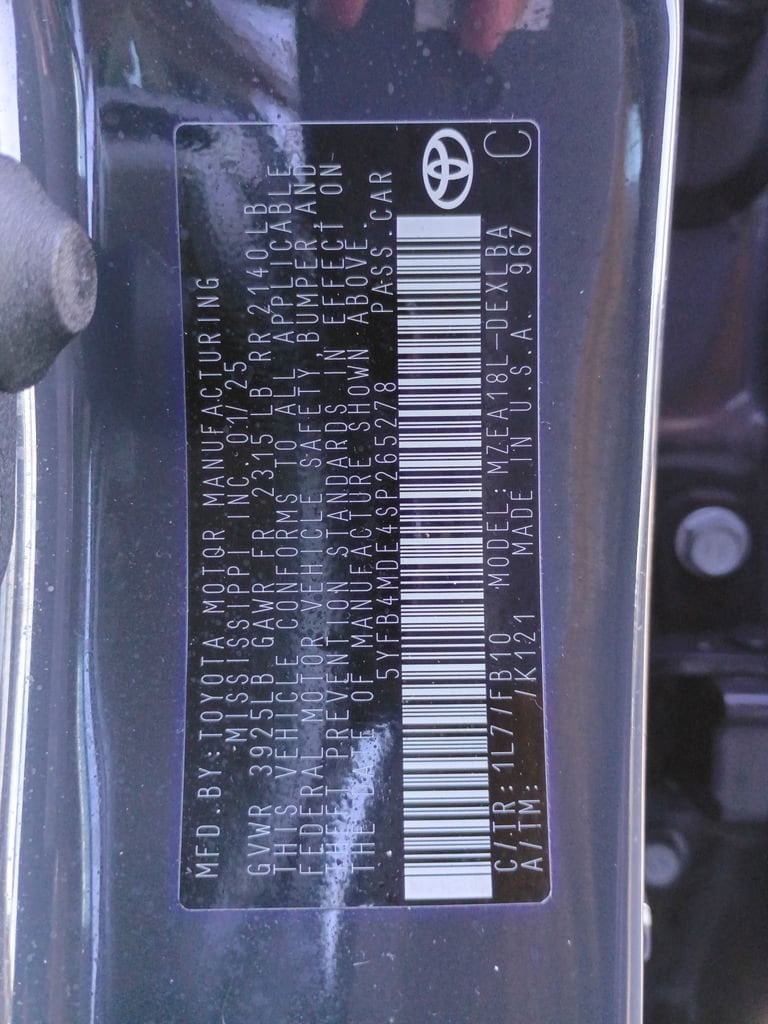 MFD.BY:TOYOTA MOTOR MANUFACTURING
MISSISSIPPI INC.01/25
GVWR 3925LB GAWR FR 2315LB RR 2140LB
THIS VEHICLE CONFORMS TO ALL APPLICABLE
FEDERAL MOTOR VEHICLE SAFETY, BUMPER,AND
THEFT PREVENTION STANDARDS IN EFFECT ON
THE DATE OF MANUFACTURE SHOWN ABOVE.
5YFB4MDE4SP265278 PASS.CAR
C/TR: 1L7/FB10 MODEL: MZEA18L-DEXLBA
A/TM: /K121 MADE IN U.S.A. 967
C